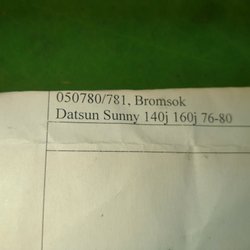 050780/781, Bromsok
Datsun Sunny 140j 160j 76-80